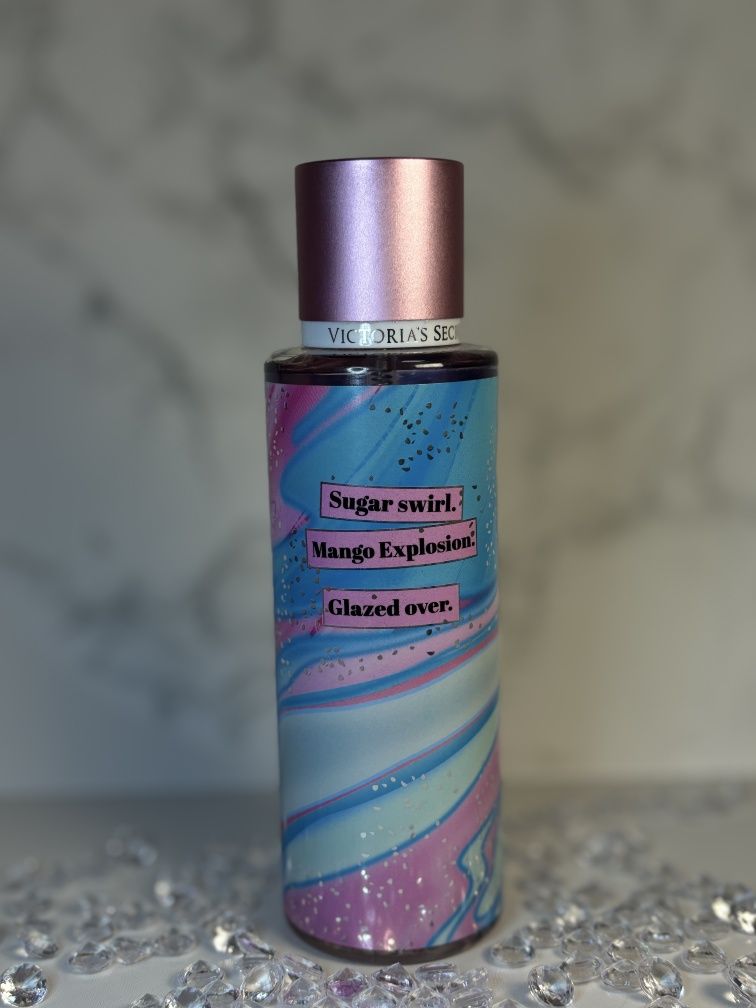 VICTORIA'S SEC
Sugar swirl.
Mango Explosion.
Glazed over.